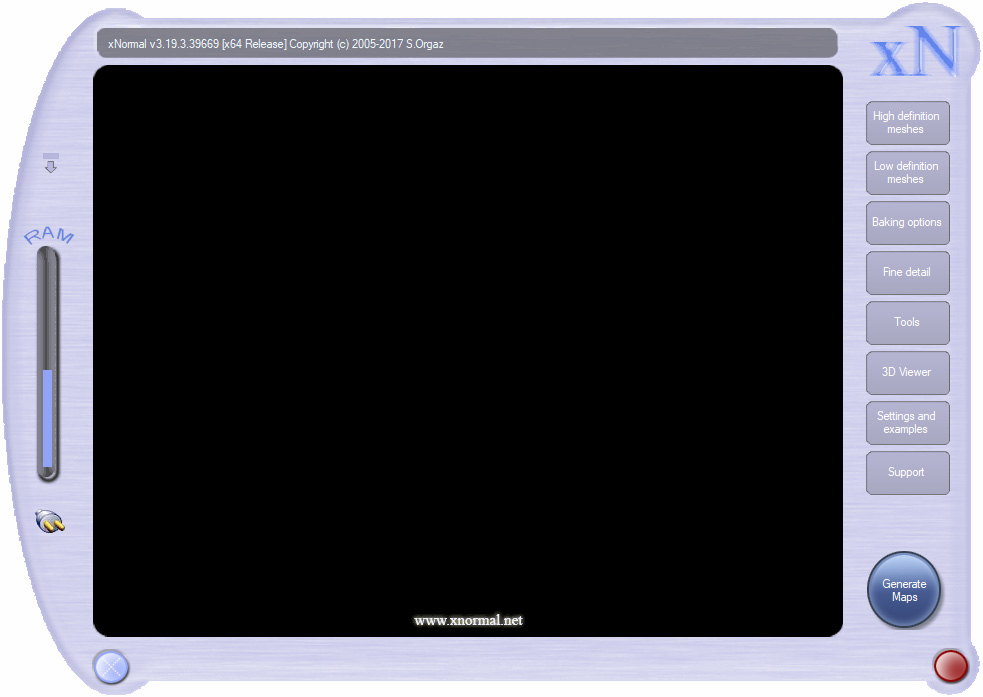 xNormal v3.19.3.39669 [x64 Release] Copyright (c) 2005-2017 S.Orgaz
xN
High definition
meshes
Low definition
meshes
Baking options
Fine detail
Tools
3D Viewer
Settings and
examples
Support
Generate
Maps
RAM
www.xnormal.net